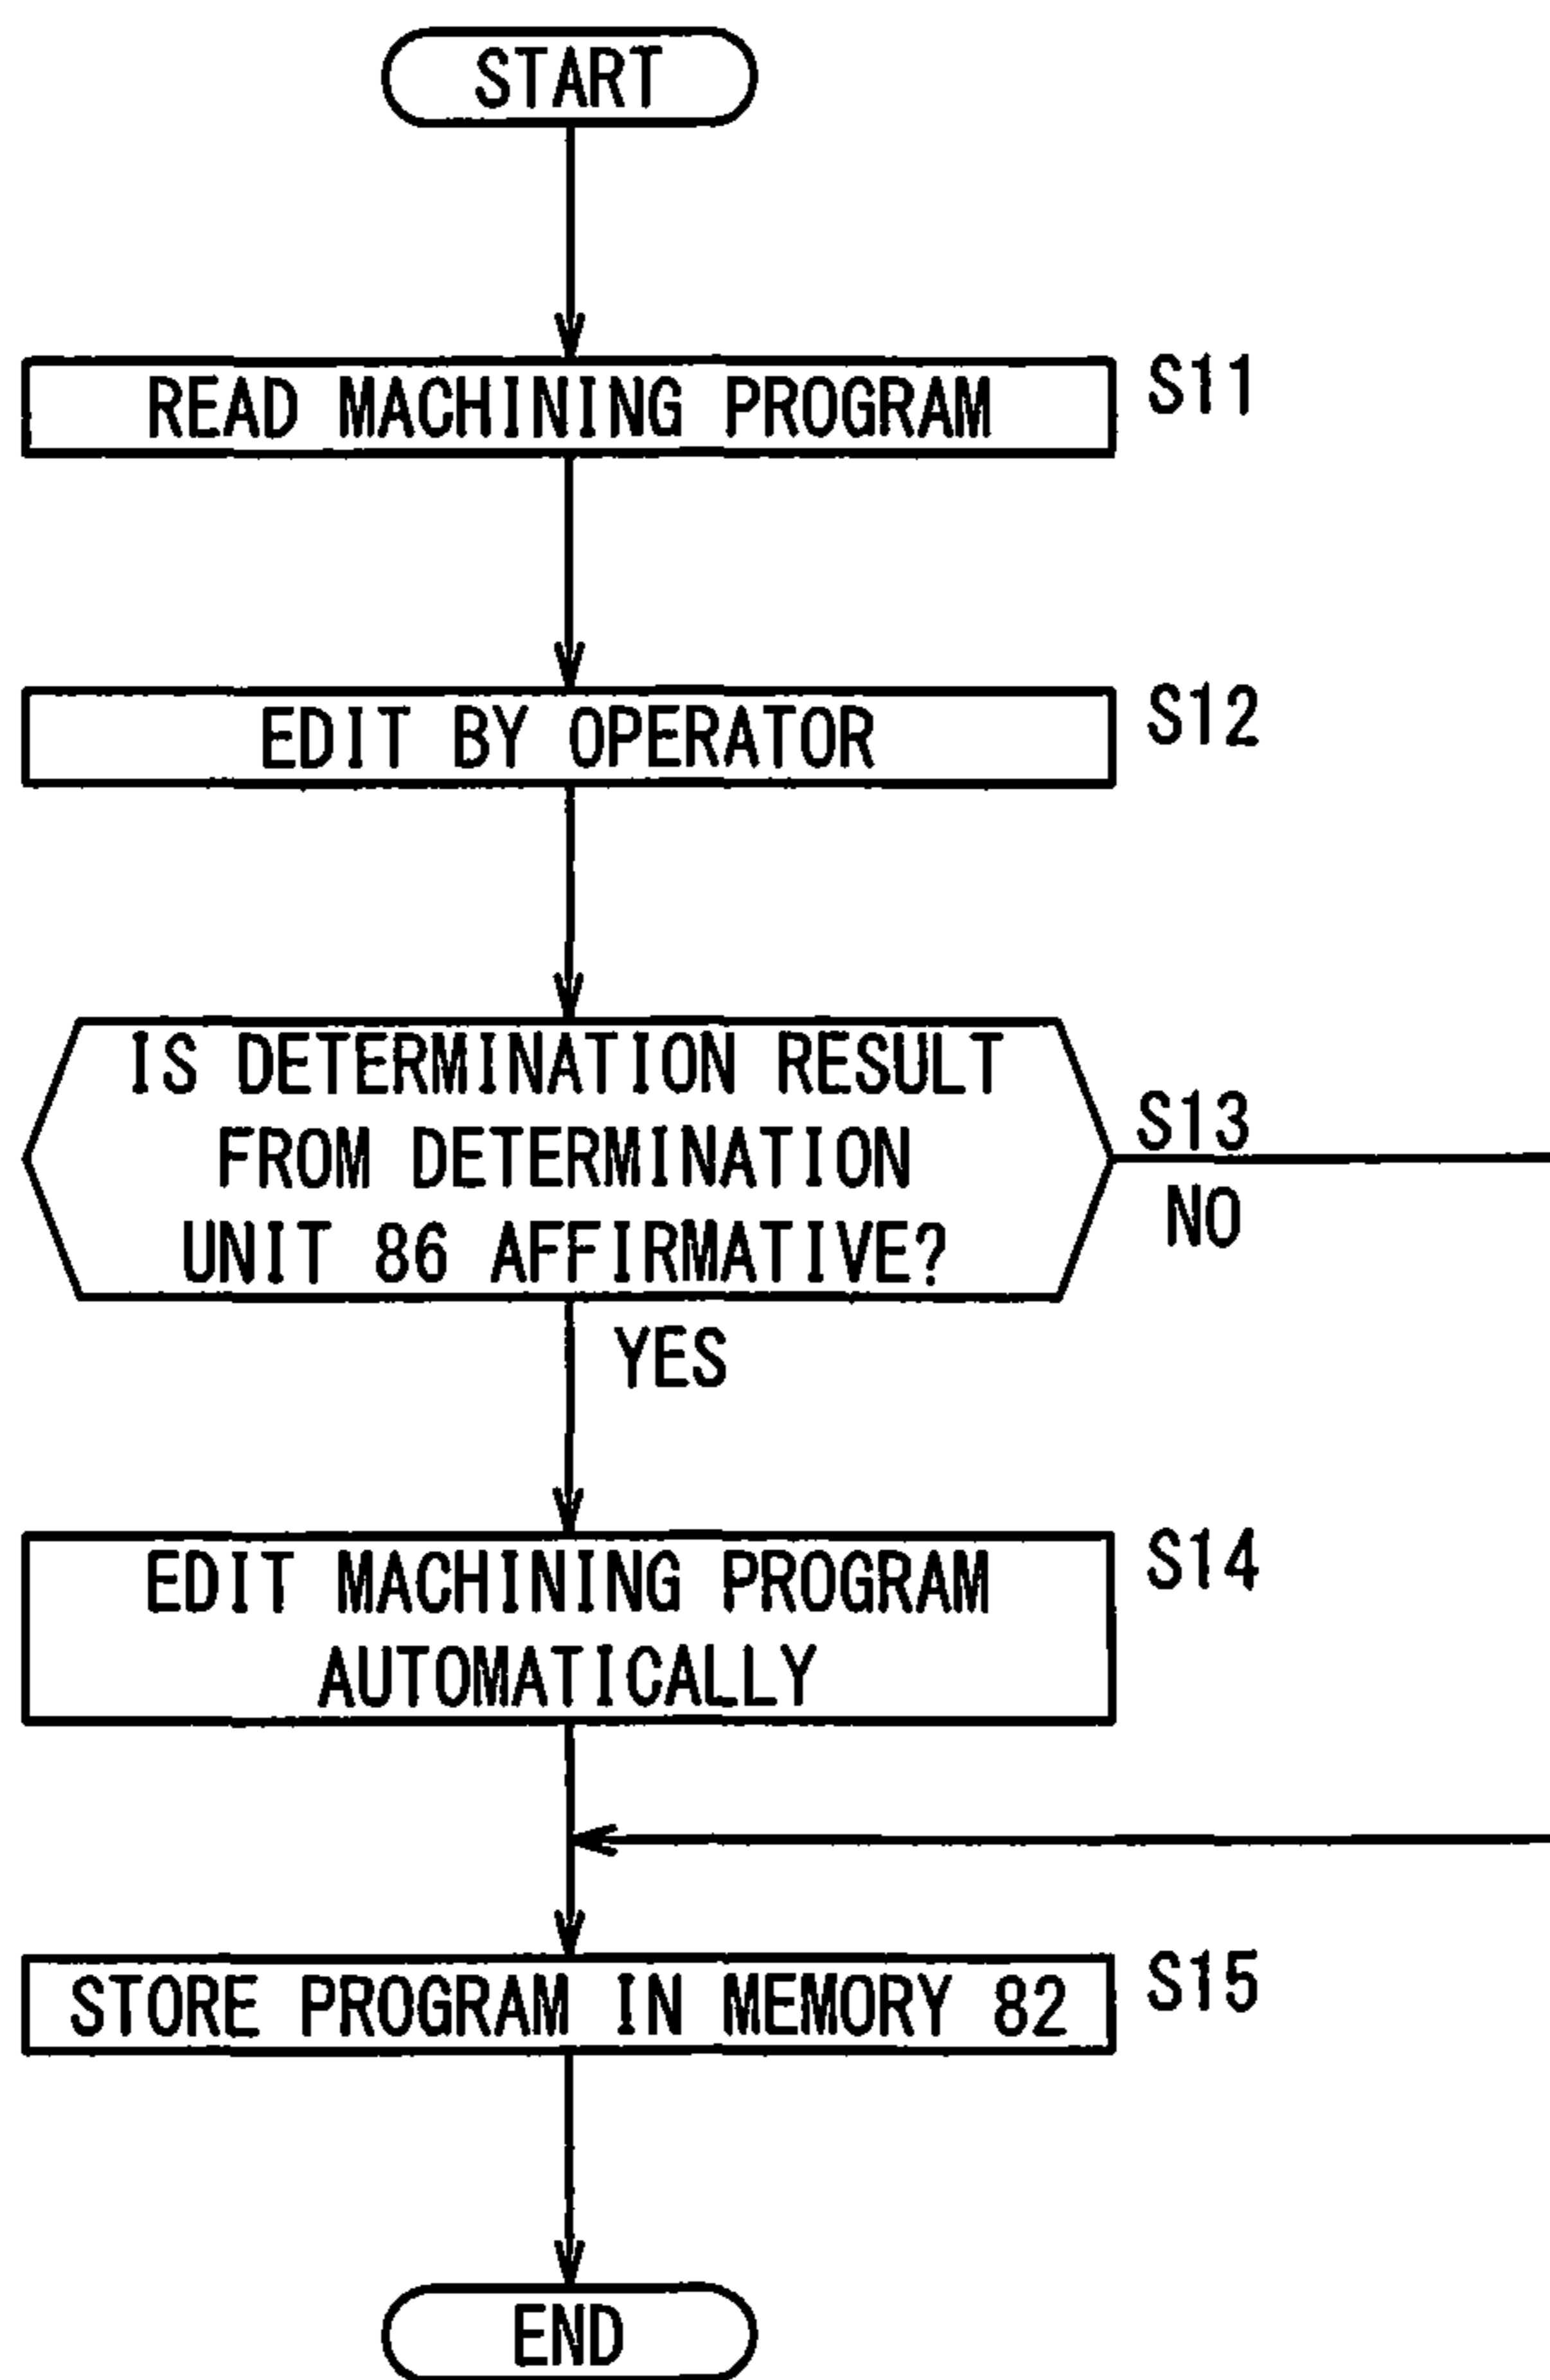 START
READ MACHINING PROGRAM
S11
EDIT BY OPERATOR
S12
IS DETERMINATION RESULT
FROM DETERMINATION
UNIT 86 AFFIRMATIVE?
S13
NO
YES
EDIT MACHINING PROGRAM
AUTOMATICALLY
S14
STORE PROGRAM IN MEMORY 82
S15
END